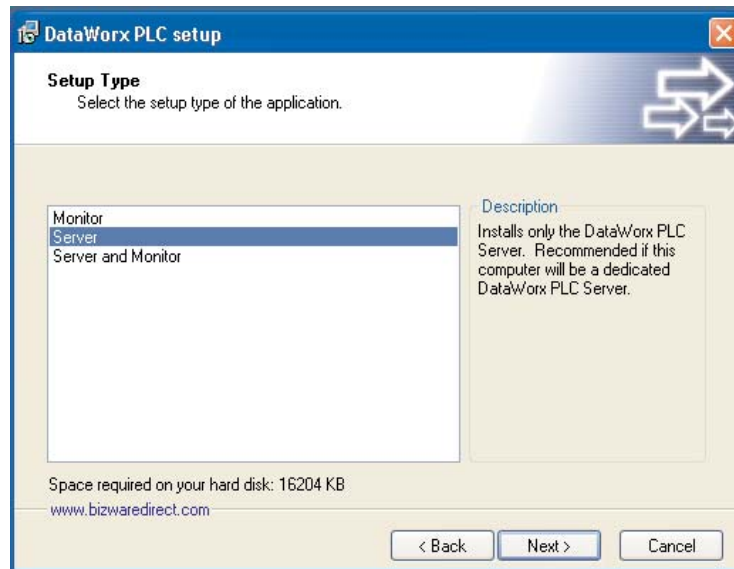 DataWorx PLC setup
Setup Type
Select the setup type of the application.
Monitor
Server
Server and Monitor
Description
Installs only the DataWorx PLC
Server. Recommended if this
computer will be a dedicated
DataWorx PLC Server.
Space required on your hard disk: 16204 KB
www.bizwaredirect.com
< Back
Next >
Cancel